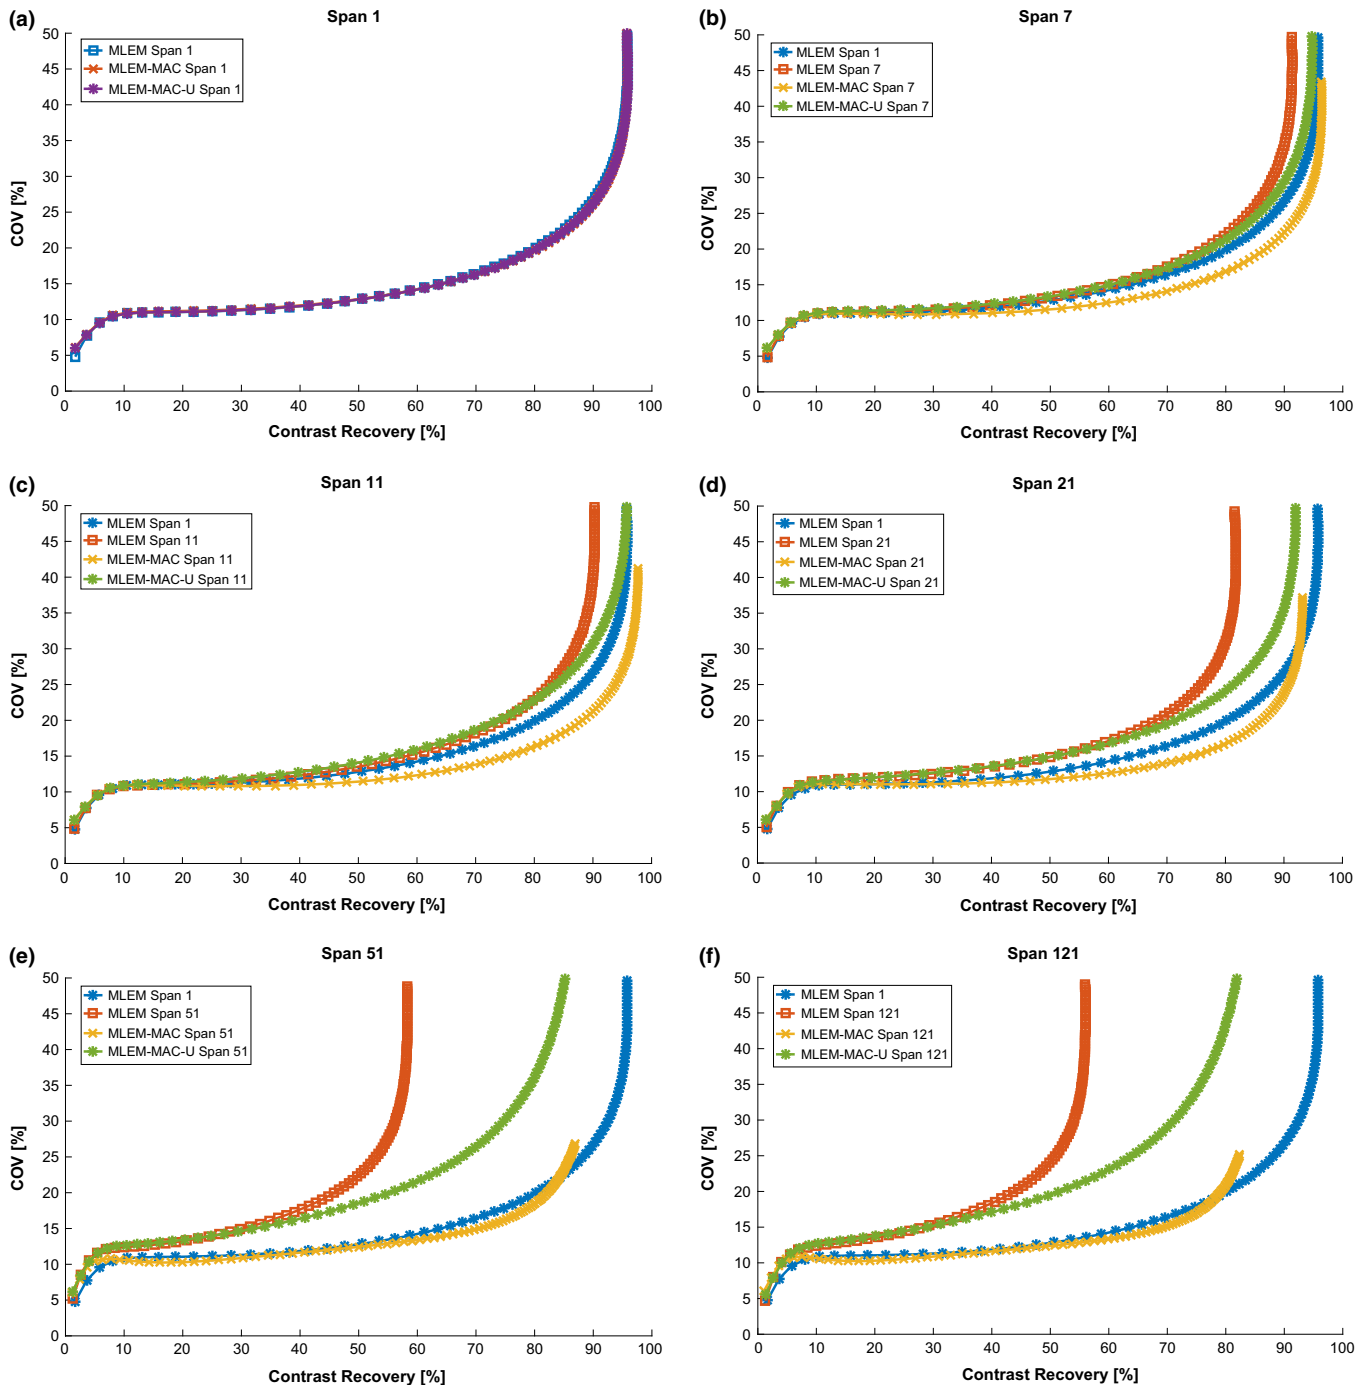 (a)
Span 1
MLEM Span 1
MLEM-MAC Span 1
MLEM-MAC-U Span 1
50
45
40
35
30
25
20
15
10
5
0
COV [%]
0 10 20 30 40 50 60 70 80 90 100
Contrast Recovery [%]
(b)
Span 7
MLEM Span 1
MLEM Span 7
MLEM-MAC Span 7
MLEM-MAC-U Span 7
50
45
40
35
30
25
20
15
10
5
0
COV [%]
0 10 20 30 40 50 60 70 80 90 100
Contrast Recovery [%]
(c)
Span 11
MLEM Span 1
MLEM Span 11
MLEM-MAC Span 11
MLEM-MAC-U Span 11
50
45
40
35
30
25
20
15
10
5
0
COV [%]
0 10 20 30 40 50 60 70 80 90 100
Contrast Recovery [%]
(d)
Span 21
MLEM Span 1
MLEM Span 21
MLEM-MAC Span 21
MLEM-MAC-U Span 21
50
45
40
35
30
25
20
15
10
5
0
COV [%]
0 10 20 30 40 50 60 70 80 90 100
Contrast Recovery [%]
(e)
Span 51
MLEM Span 1
MLEM Span 51
MLEM-MAC Span 51
MLEM-MAC-U Span 51
50
45
40
35
30
25
20
15
10
5
0
COV [%]
0 10 20 30 40 50 60 70 80 90 100
Contrast Recovery [%]
(f)
Span 121
MLEM Span 1
MLEM Span 121
MLEM-MAC Span 121
MLEM-MAC-U Span 121
50
45
40
35
30
25
20
15
10
5
0
COV [%]
0 10 20 30 40 50 60 70 80 90 100
Contrast Recovery [%]